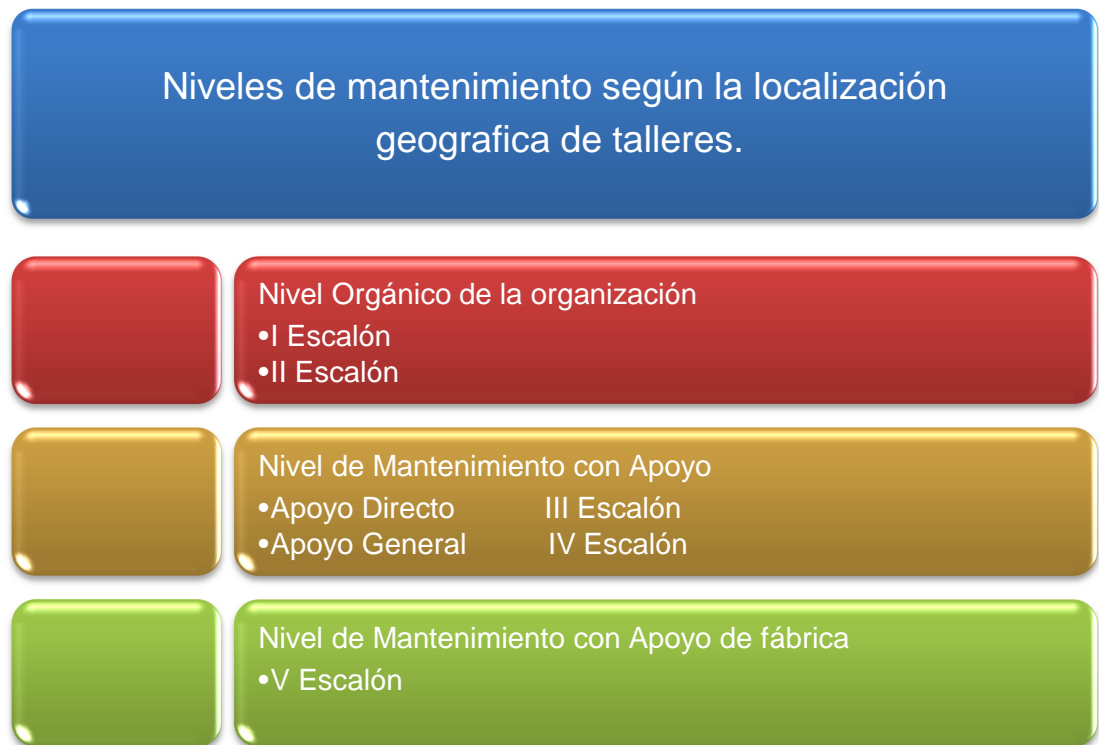 Niveles de mantenimiento según la localización
geografica de talleres.
Nivel Orgánico de la organización
•I Escalón
•II Escalón
Nivel de Mantenimiento con Apoyo
•Apoyo Directo III Escalón
•Apoyo General IV Escalón
Nivel de Mantenimiento con Apoyo de fábrica
•V Escalón